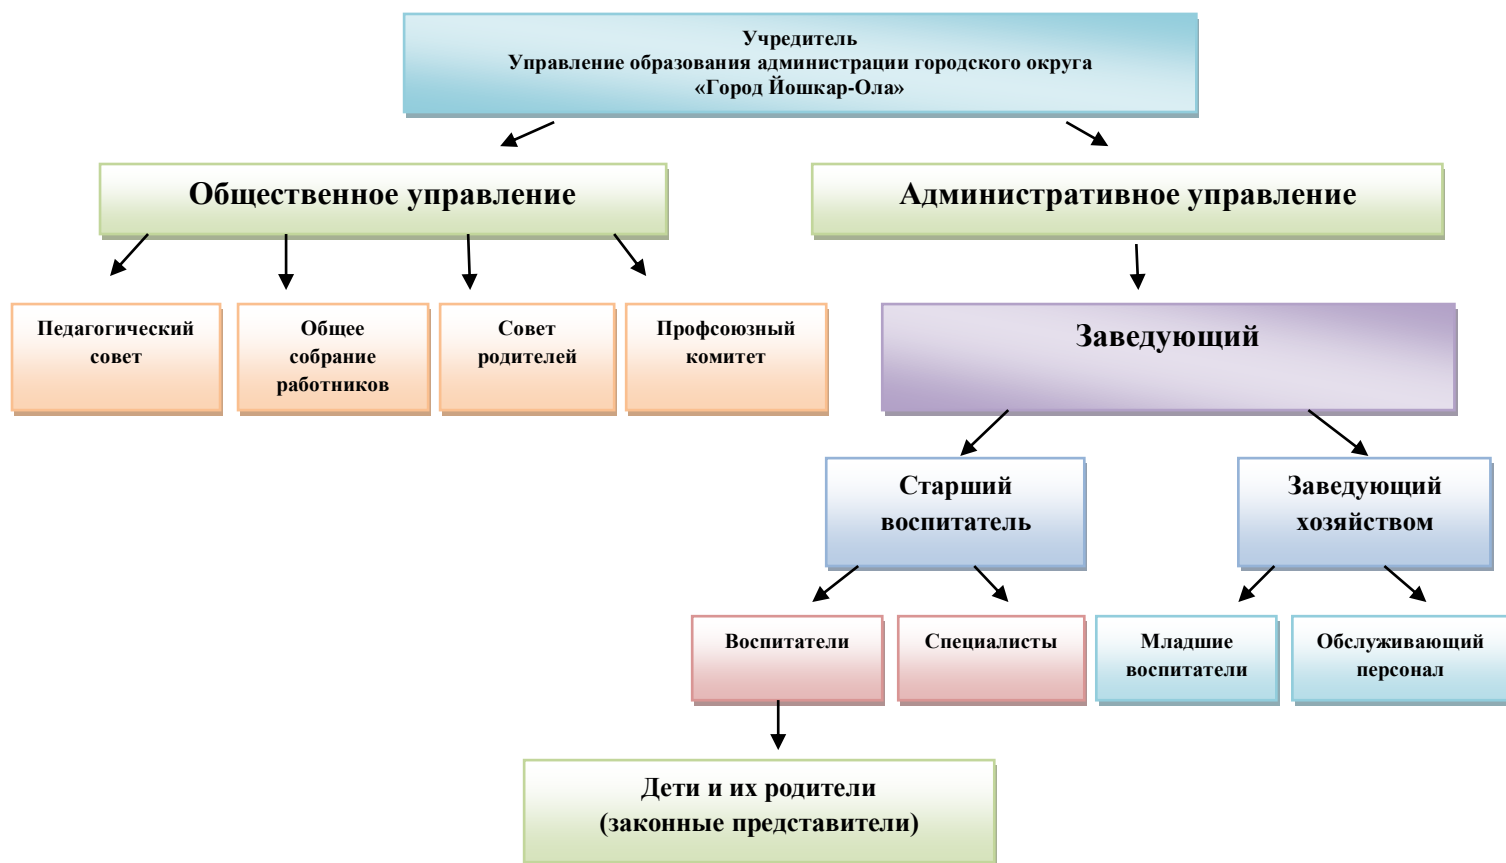 Учредитель
Управление образования администрации городского округа
«Город Йошкар-Ола»
Общественное управление
Административное управление
Педагогический
совет
Общее
собрание
работников
Совет
родителей
Профсоюзный
комитет
Заведующий
Старший
воспитатель
Заведующий
хозяйством
Воспитатели
Специалисты
Младшие
воспитатели
Обслуживающий
персонал
Дети и их родители
(законные представители)